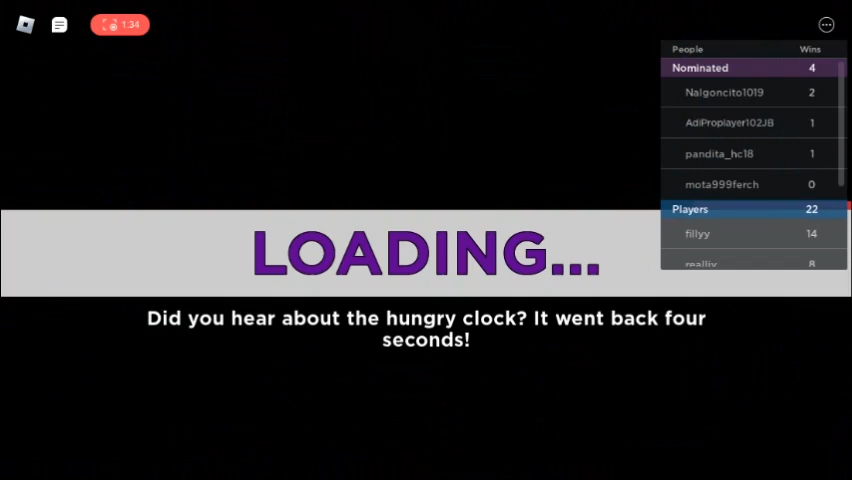 1:34
People Wins
Nominated 4
Nalgoncito1019 2
AdiProplayer102JB 1
pandita_hc18 1
mota999ferch 0
Players 22
fillyy 14
8
LOADING...
Did you hear about the hungry clock? It went back four
seconds!